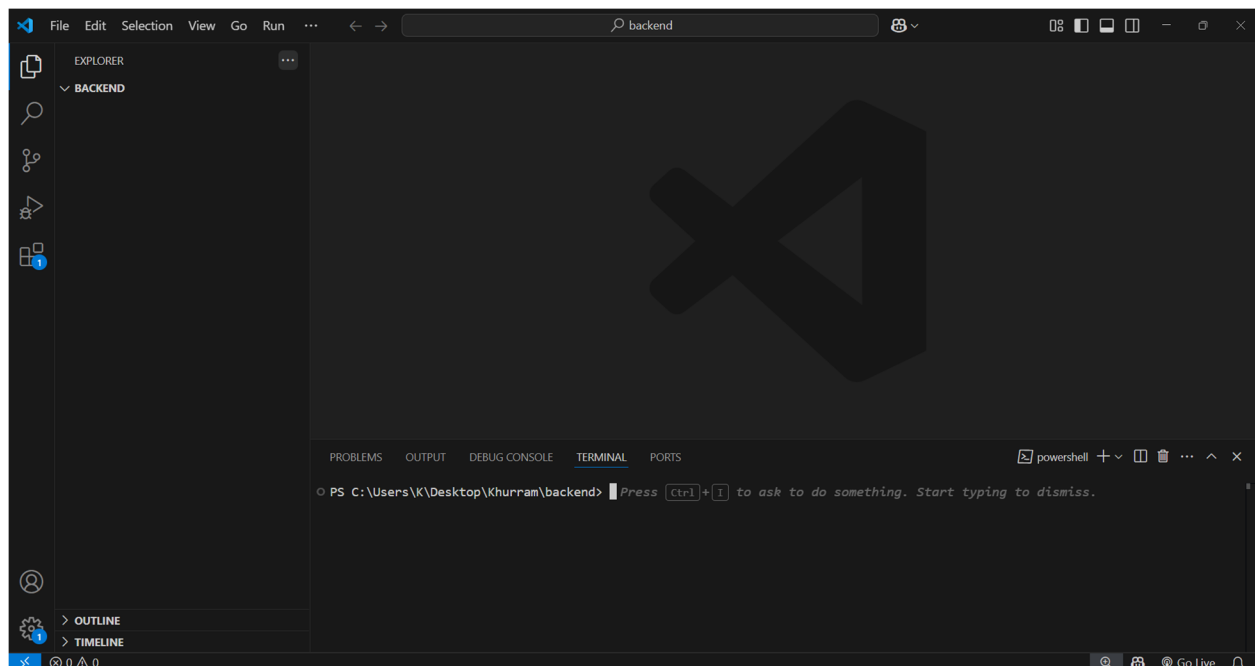 File Edit Selection View Go Run ··· backend
EXPLORER ···
BACKEND
1
PROBLEMS OUTPUT DEBUG CONSOLE TERMINAL PORTS powershell ···
PS C:\Users\K\Desktop\Khurram\backend> Press Ctrl+I to ask to do something. Start typing to dismiss.
OUTLINE
1
TIMELINE
0 0 Go Live